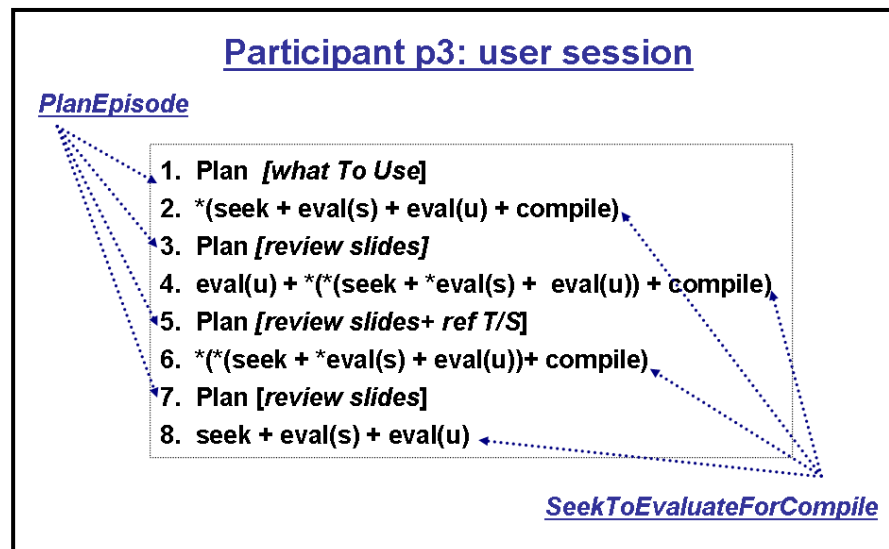 Participant p3: user session
PlanEpisode
1. Plan [what To Use]
2. *(seek + eval(s) + eval(u) + compile)
3. Plan [review slides]
4. eval(u) + *(*(seek + *eval(s) + eval(u)) + compile)
5. Plan [review slides+ ref T/S]
6. *(*(seek + *eval(s) + eval(u))+ compile)
7. Plan [review slides]
8. seek + eval(s) + eval(u)
SeekToEvaluateForCompile